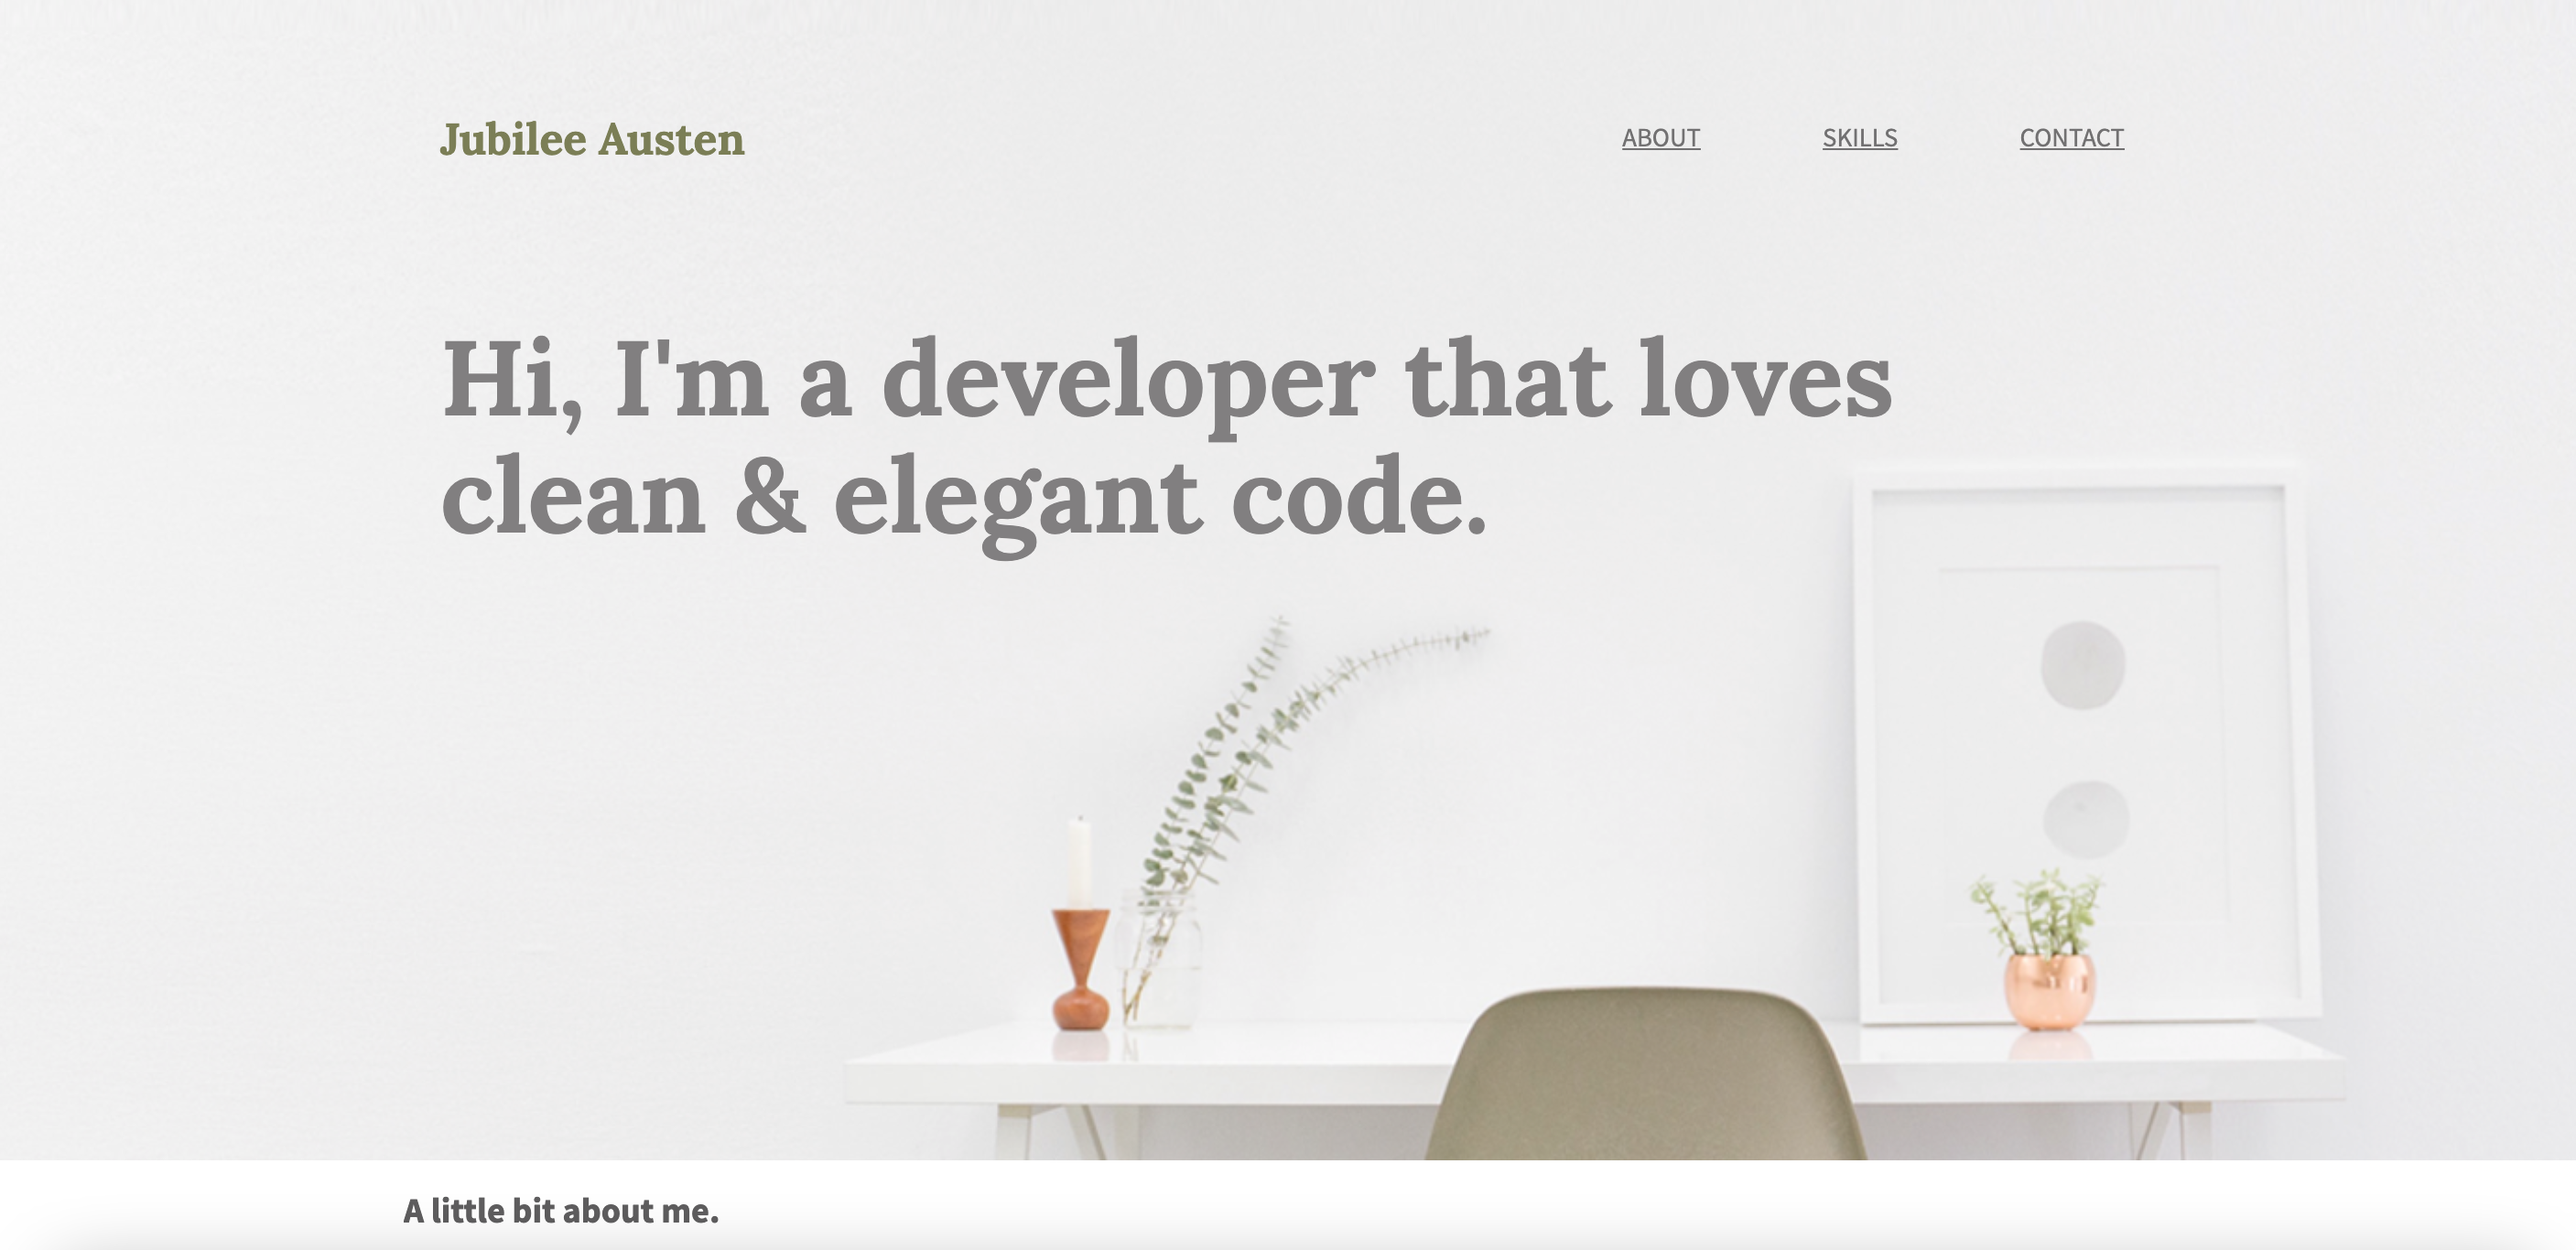 Jubilee Austen
ABOUT SKILLS CONTACT
Hi, I'm a developer that loves
clean & elegant code.
A little bit about me.